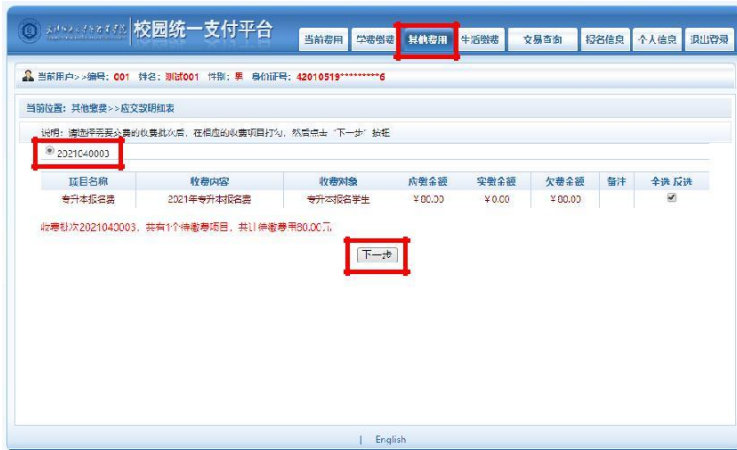 校园统一支付平台
当前费用 学费缴费 其他费用 生活缴费 交易查询 报名信息 个人信息 退出登录
当前用户>>编号：001 姓名：测试001 性别：男 身份证号：42010519*********6
当前位置：其他缴费>>应交款明细表
说明：请选择需要交费的收费批次后，在相应的收费项目打勾，然后点击“下一步”按钮
2021040003
项目名称 收费内容 收费对象 应缴金额 实缴金额 欠费金额 备注 全选 反选
专升本报名费 2021年专升本报名费 专升本报名学生 ￥80.00 ￥0.00 ￥80.00
收费批次2021040003，共有1个待缴费项目，共计待缴费用80.00元
下一步
| English